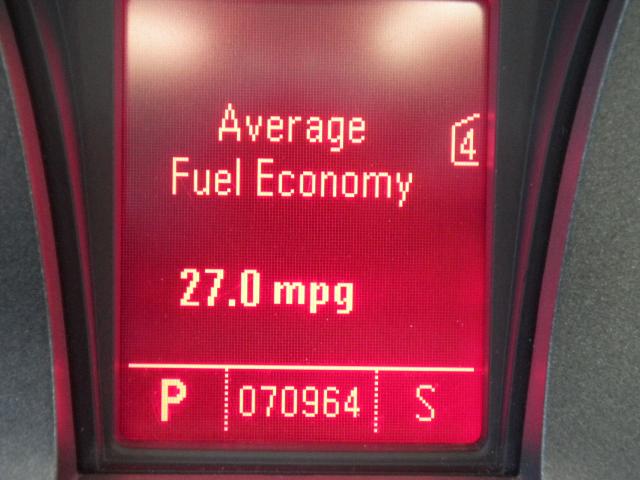 Average
Fuel Economy
4
27.0 mpg
P 070964 S